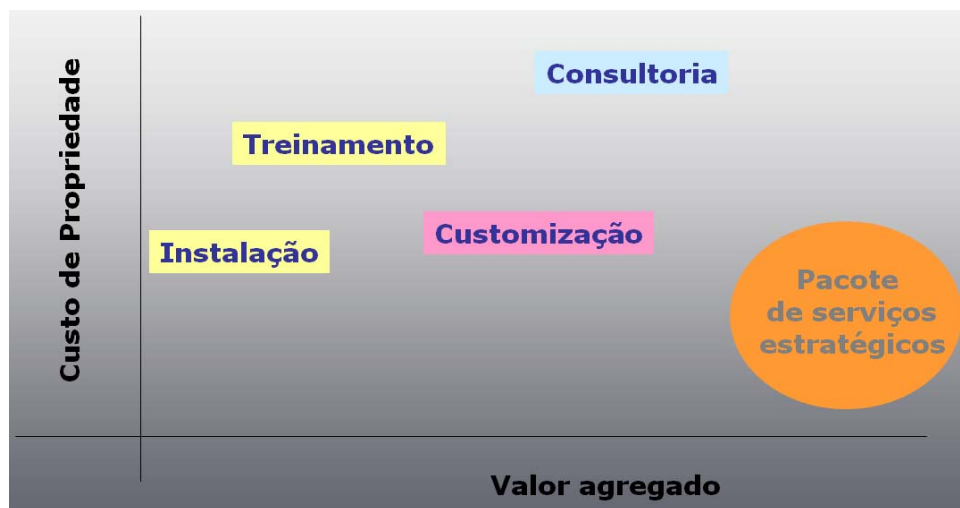 Custo de Propriedade
Consultoria
Treinamento
Customização
Instalação
Pacote
de serviços
estratégicos
Valor agregado